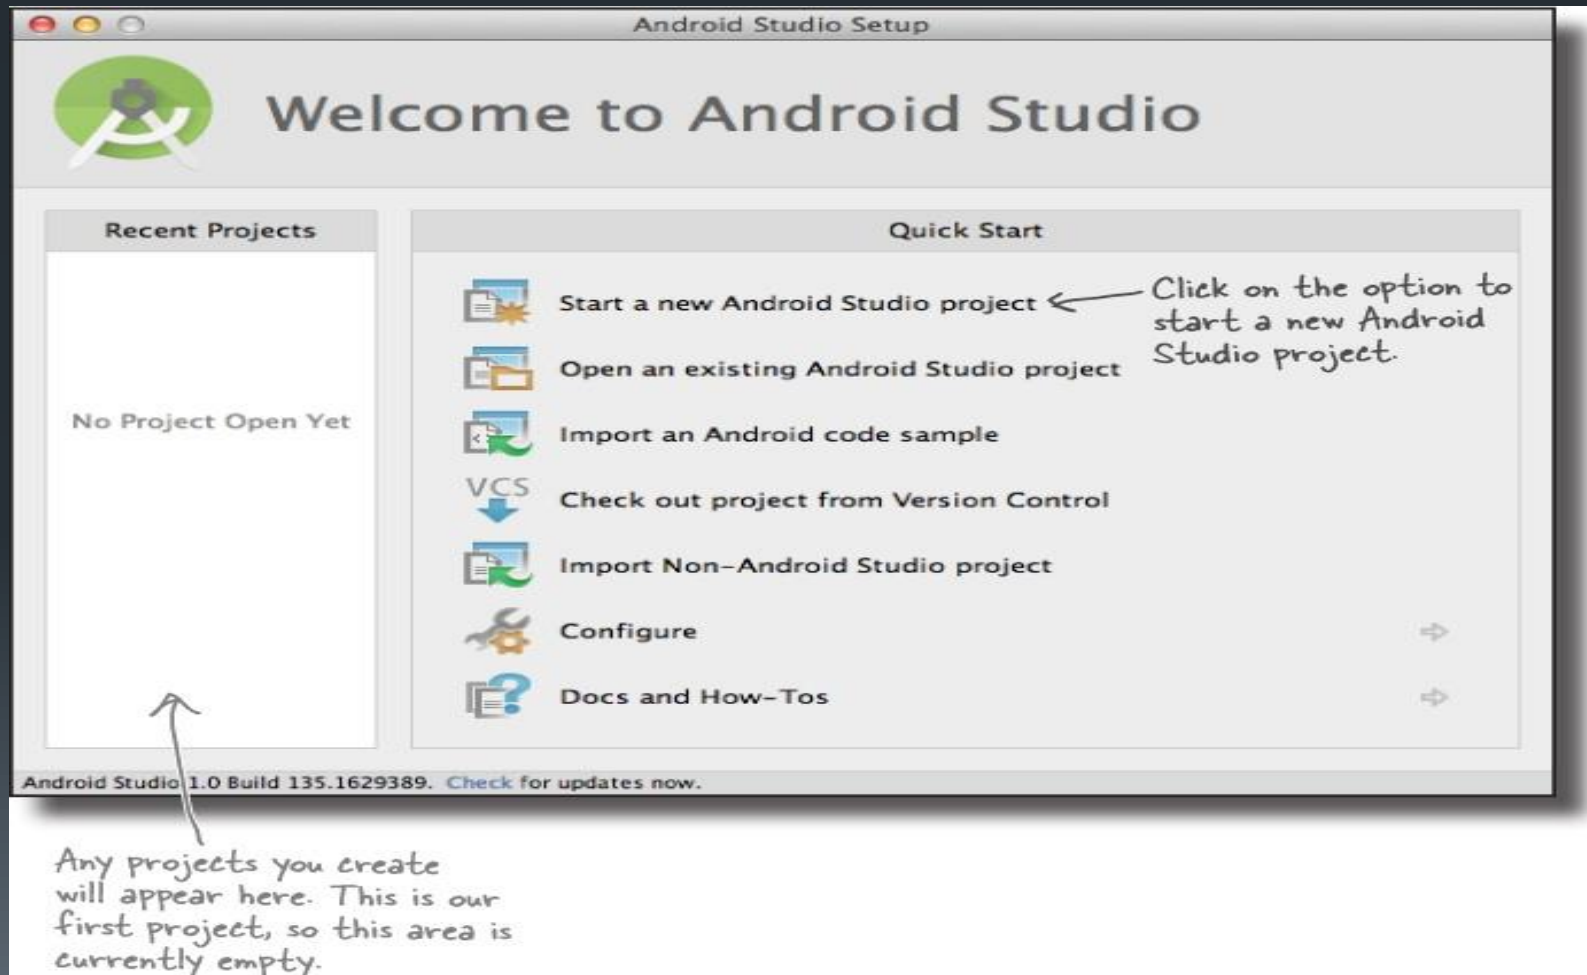 Android Studio Setup
Welcome to Android Studio
Recent Projects
No Project Open Yet
Quick Start
Start a new Android Studio project
Click on the option to
start a new Android
Studio project.
Open an existing Android Studio project
Import an Android code sample
VCS
Check out project from Version Control
Import Non-Android Studio project
Configure
Docs and How-Tos
?
Android Studio 1.0 Build 135.1629389. Check for updates now.
Any projects you create
will appear here. This is our
first project, so this area is
currently empty.